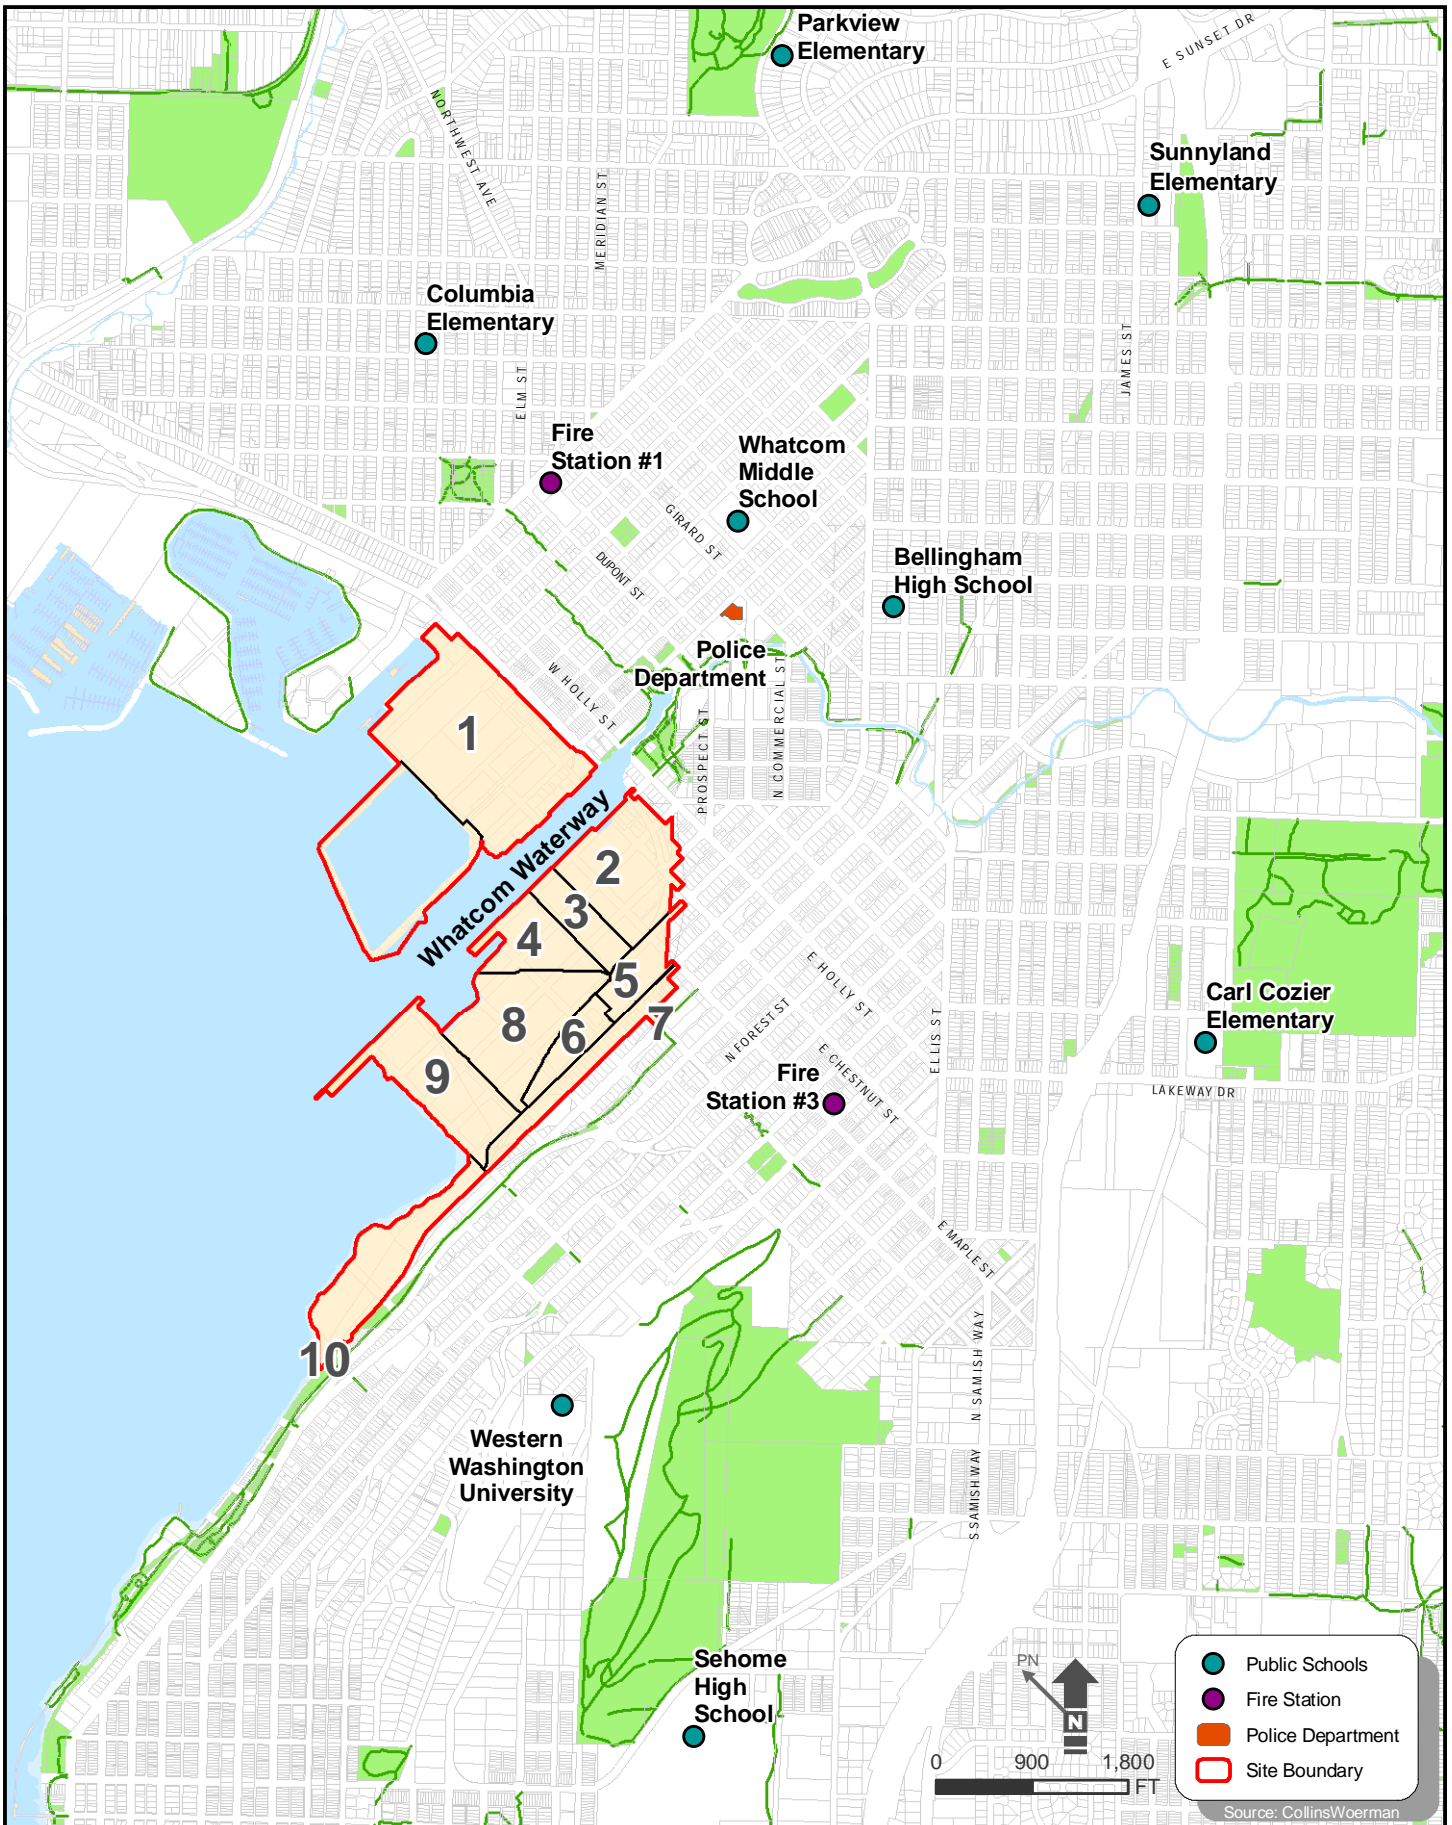 Parkview
Elementary
E SUNSET DR
NORTHWEST AVE
Sunnyland
Elementary
MERIDIAN ST
Columbia
Elementary
JAMES ST
ELM ST
Fire
Station #1
Whatcom
Middle
School
GIRARD ST
DUPONT ST
Bellingham
High School
Police
Department
W HOLLY ST
PROSPECT ST
N COMMERCIAL ST
1
Whatcom Waterway
2
3
4
5
6
7
8
9
10
E HOLLY ST
N FOREST ST
E CHESTNUT ST
ELLIS ST
Carl Cozier
Elementary
LAKEWAY DR
Fire
Station #3
E MAPLE ST
N SAMISH WAY
S SAMISH WAY
Western
Washington
University
Sehome
High
School
PN
N
0 900 1,800
FT
Public Schools
Fire Station
Police Department
Site Boundary
Source: CollinsWoerman